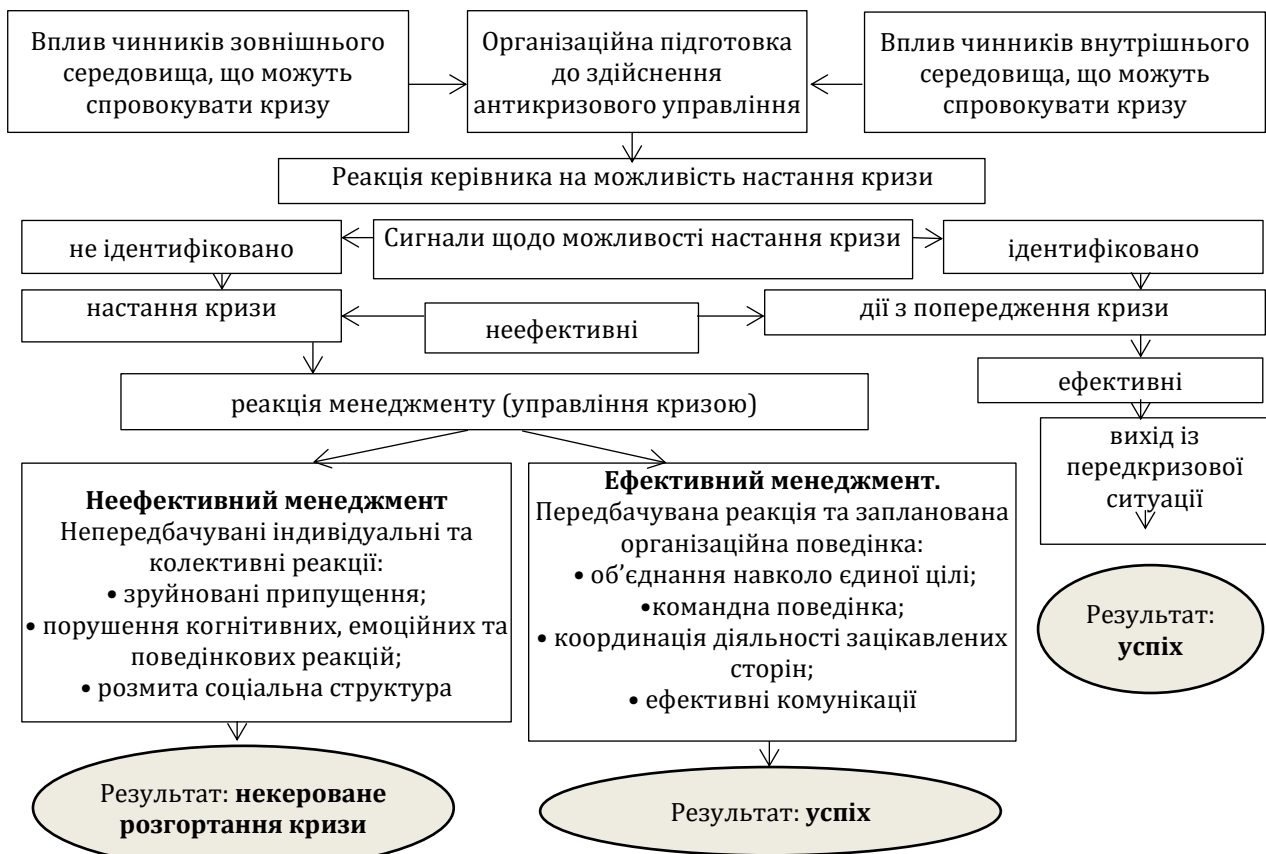 Вплив чинників зовнішнього
середовища, що можуть
спровокувати кризу
Організаційна підготовка
до здійснення
антикризового управління
Вплив чинників внутрішнього
середовища, що можуть
спровокувати кризу
Реакція керівника на можливість настання кризи
не ідентифіковано
Сигнали щодо можливості настання кризи
ідентифіковано
настання кризи
неефективні
дії з попередження кризи
ефективні
реакція менеджменту (управління кризою)
вихід із
передкризової
ситуації
Неефективний менеджмент
Непередбачувані індивідуальні та
колективні реакції:
• зруйновані припущення;
• порушення когнітивних, емоційних та
поведінкових реакцій;
• розмита соціальна структура
Ефективний менеджмент.
Передбачувана реакція та запланована
організаційна поведінка:
• об’єднання навколо єдиної цілі;
•командна поведінка;
• координація діяльності зацікавлених
сторін;
• ефективні комунікації
Результат:
успіх
Результат: некероване
розгортання кризи
Результат: успіх